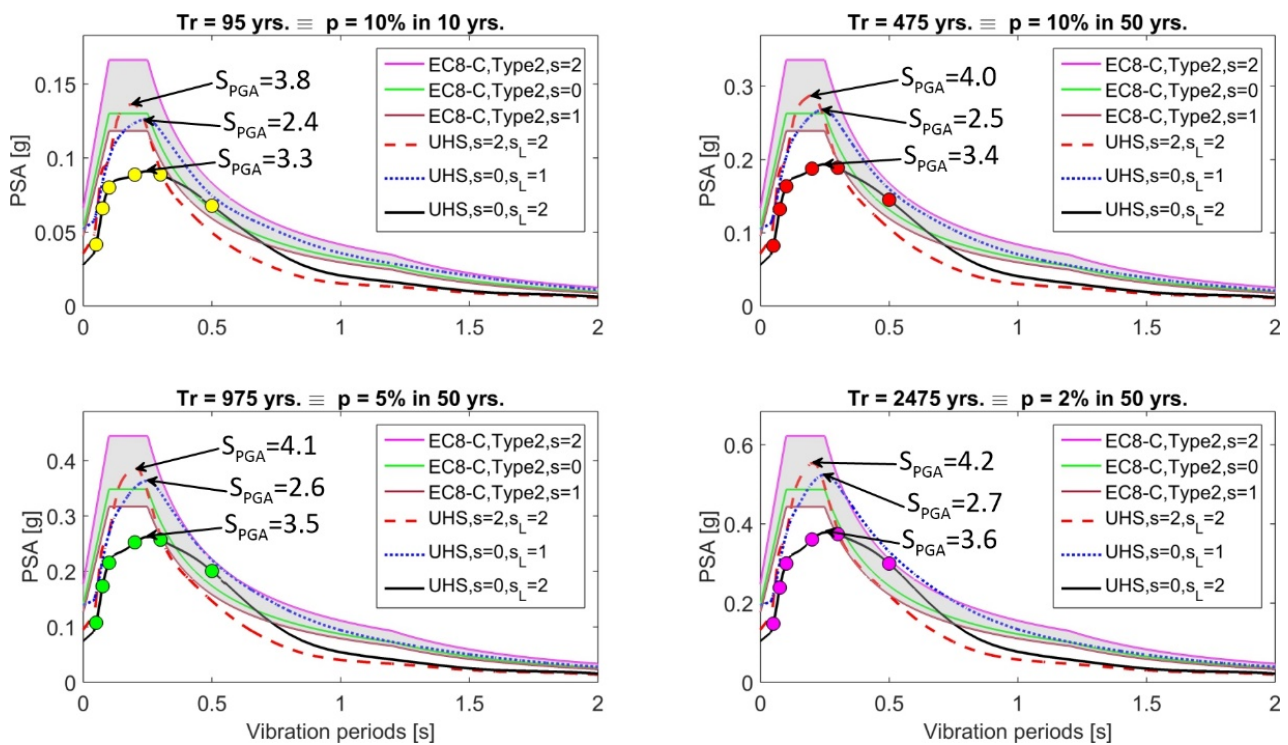 Tr = 95 yrs. ≡ p = 10% in 10 yrs.
PSA [g]
0.15
0.1
0.05
0
S_PGA=3.8
S_PGA=2.4
S_PGA=3.3
EC8-C,Type2,s=2
EC8-C,Type2,s=0
EC8-C,Type2,s=1
UHS,s=2,s_L=2
UHS,s=0,s_L=1
UHS,s=0,s_L=2
0 0.5 1 1.5 2
Tr = 475 yrs. ≡ p = 10% in 50 yrs.
PSA [g]
0.3
0.2
0.1
0
S_PGA=4.0
S_PGA=2.5
S_PGA=3.4
EC8-C,Type2,s=2
EC8-C,Type2,s=0
EC8-C,Type2,s=1
UHS,s=2,s_L=2
UHS,s=0,s_L=1
UHS,s=0,s_L=2
0 0.5 1 1.5 2
Tr = 975 yrs. ≡ p = 5% in 50 yrs.
PSA [g]
0.4
0.3
0.2
0.1
0
S_PGA=4.1
S_PGA=2.6
S_PGA=3.5
EC8-C,Type2,s=2
EC8-C,Type2,s=0
EC8-C,Type2,s=1
UHS,s=2,s_L=2
UHS,s=0,s_L=1
UHS,s=0,s_L=2
0 0.5 1 1.5 2
Vibration periods [s]
Tr = 2475 yrs. ≡ p = 2% in 50 yrs.
PSA [g]
0.6
0.4
0.2
0
S_PGA=4.2
S_PGA=2.7
S_PGA=3.6
EC8-C,Type2,s=2
EC8-C,Type2,s=0
EC8-C,Type2,s=1
UHS,s=2,s_L=2
UHS,s=0,s_L=1
UHS,s=0,s_L=2
0 0.5 1 1.5 2
Vibration periods [s]